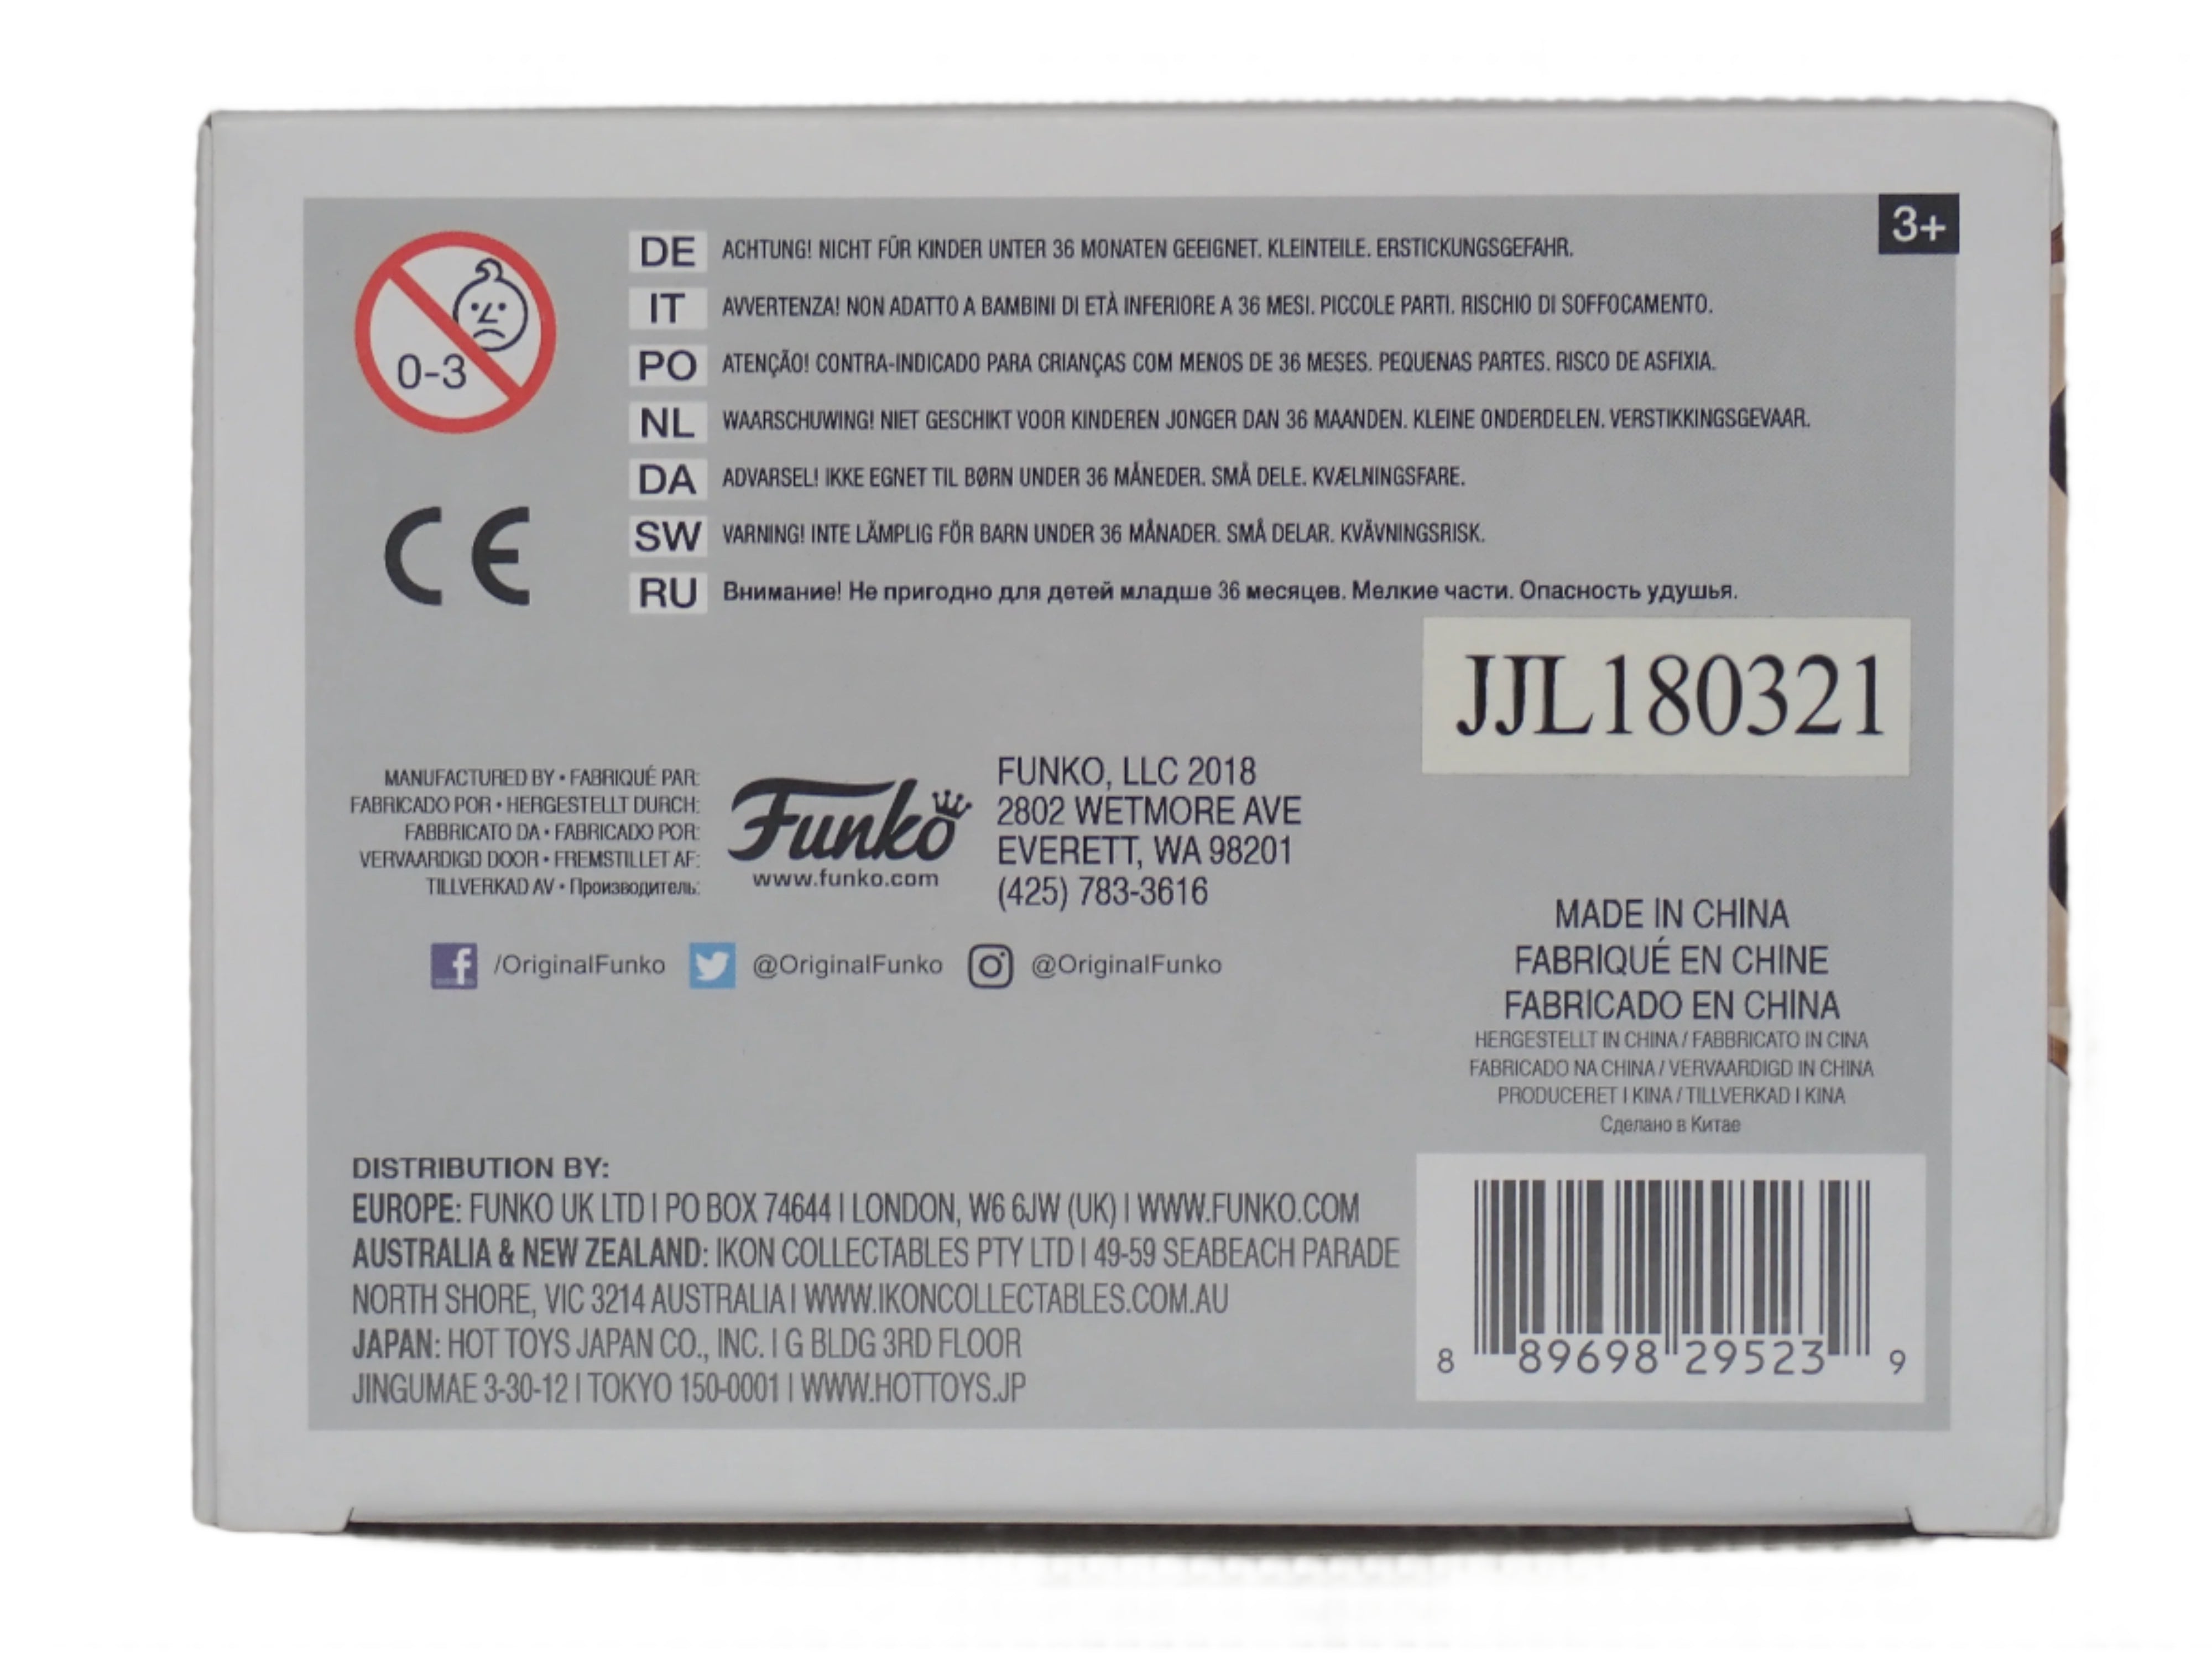 3+
0-3
DE ACHTUNG! NICHT FÜR KINDER UNTER 36 MONATEN GEEIGNET. KLEINTEILE. ERSTICKUNGSGEFAHR.
IT AVVERTENZA! NON ADATTO A BAMBINI DI ETÀ INFERIORE A 36 MESI. PICCOLE PARTI. RISCHIO DI SOFFOCAMENTO.
PO ATENÇÃO! CONTRA-INDICADO PARA CRIANÇAS COM MENOS DE 36 MESES. PEQUENAS PARTES. RISCO DE ASFIXIA.
NL WAARSCHUWING! NIET GESCHIKT VOOR KINDEREN JONGER DAN 36 MAANDEN. KLEINE ONDERDELEN. VERSTIKKINGSGEVAAR.
DA ADVARSEL! IKKE EGNET TIL BØRN UNDER 36 MÅNEDER. SMÅ DELE. KVÆLNINGSFARE.
SW VARNING! INTE LÄMPLIG FÖR BARN UNDER 36 MÅNADER. SMÅ DELAR. KVÄVNINGSRISK.
RU Внимание! Не пригодно для детей младше 36 месяцев. Мелкие части. Опасность удушья.
CE
JJL180321
MANUFACTURED BY • FABRIQUÉ PAR:
FABRICADO POR • HERGESTELLT DURCH:
FABBRICATO DA • FABRICADO POR:
VERVAARDIGD DOOR • FREMSTILLET AF:
TILLVERKAD AV • Производитель:
Funko
www.funko.com
FUNKO, LLC 2018
2802 WETMORE AVE
EVERETT, WA 98201
(425) 783-3616
/OriginalFunko @OriginalFunko @OriginalFunko
MADE IN CHINA
FABRIQUÉ EN CHINE
FABRICADO EN CHINA
HERGESTELLT IN CHINA / FABBRICATO IN CINA
FABRICADO NA CHINA / VERVAARDIGD IN CHINA
PRODUCERET I KINA / TILLVERKAD I KINA
Сделано в Китае
DISTRIBUTION BY:
EUROPE: FUNKO UK LTD | PO BOX 74644 | LONDON, W6 6JW (UK) | WWW.FUNKO.COM
AUSTRALIA & NEW ZEALAND: IKON COLLECTABLES PTY LTD | 49-59 SEABEACH PARADE
NORTH SHORE, VIC 3214 AUSTRALIA | WWW.IKONCOLLECTABLES.COM.AU
JAPAN: HOT TOYS JAPAN CO., INC. | G BLDG 3RD FLOOR
JINGUMAE 3-30-12 | TOKYO 150-0001 | WWW.HOTTOYS.JP
8 89698 29523 9